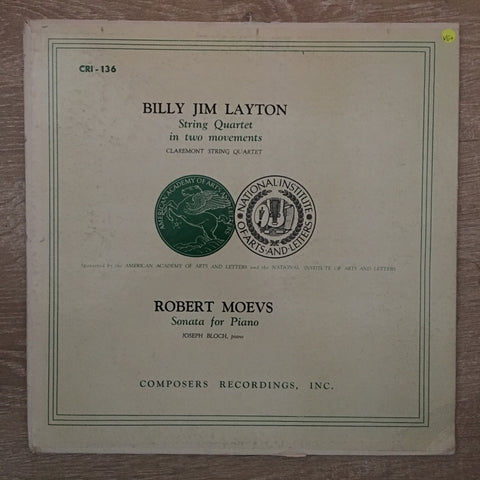 VG+
CRI - 136
BILLY JIM LAYTON
String Quartet
in two movements
CLAREMONT STRING QUARTET
AMERICAN ACADEMY OF ARTS AND LETTERS
NATIONAL INSTITUTE OF ARTS AND LETTERS
Sponsored by the AMERICAN ACADEMY OF ARTS AND LETTERS and the NATIONAL INSTITUTE OF ARTS AND LETTERS
ROBERT MOEVS
Sonata for Piano
JOSEPH BLOCH, piano
COMPOSERS RECORDINGS, INC.